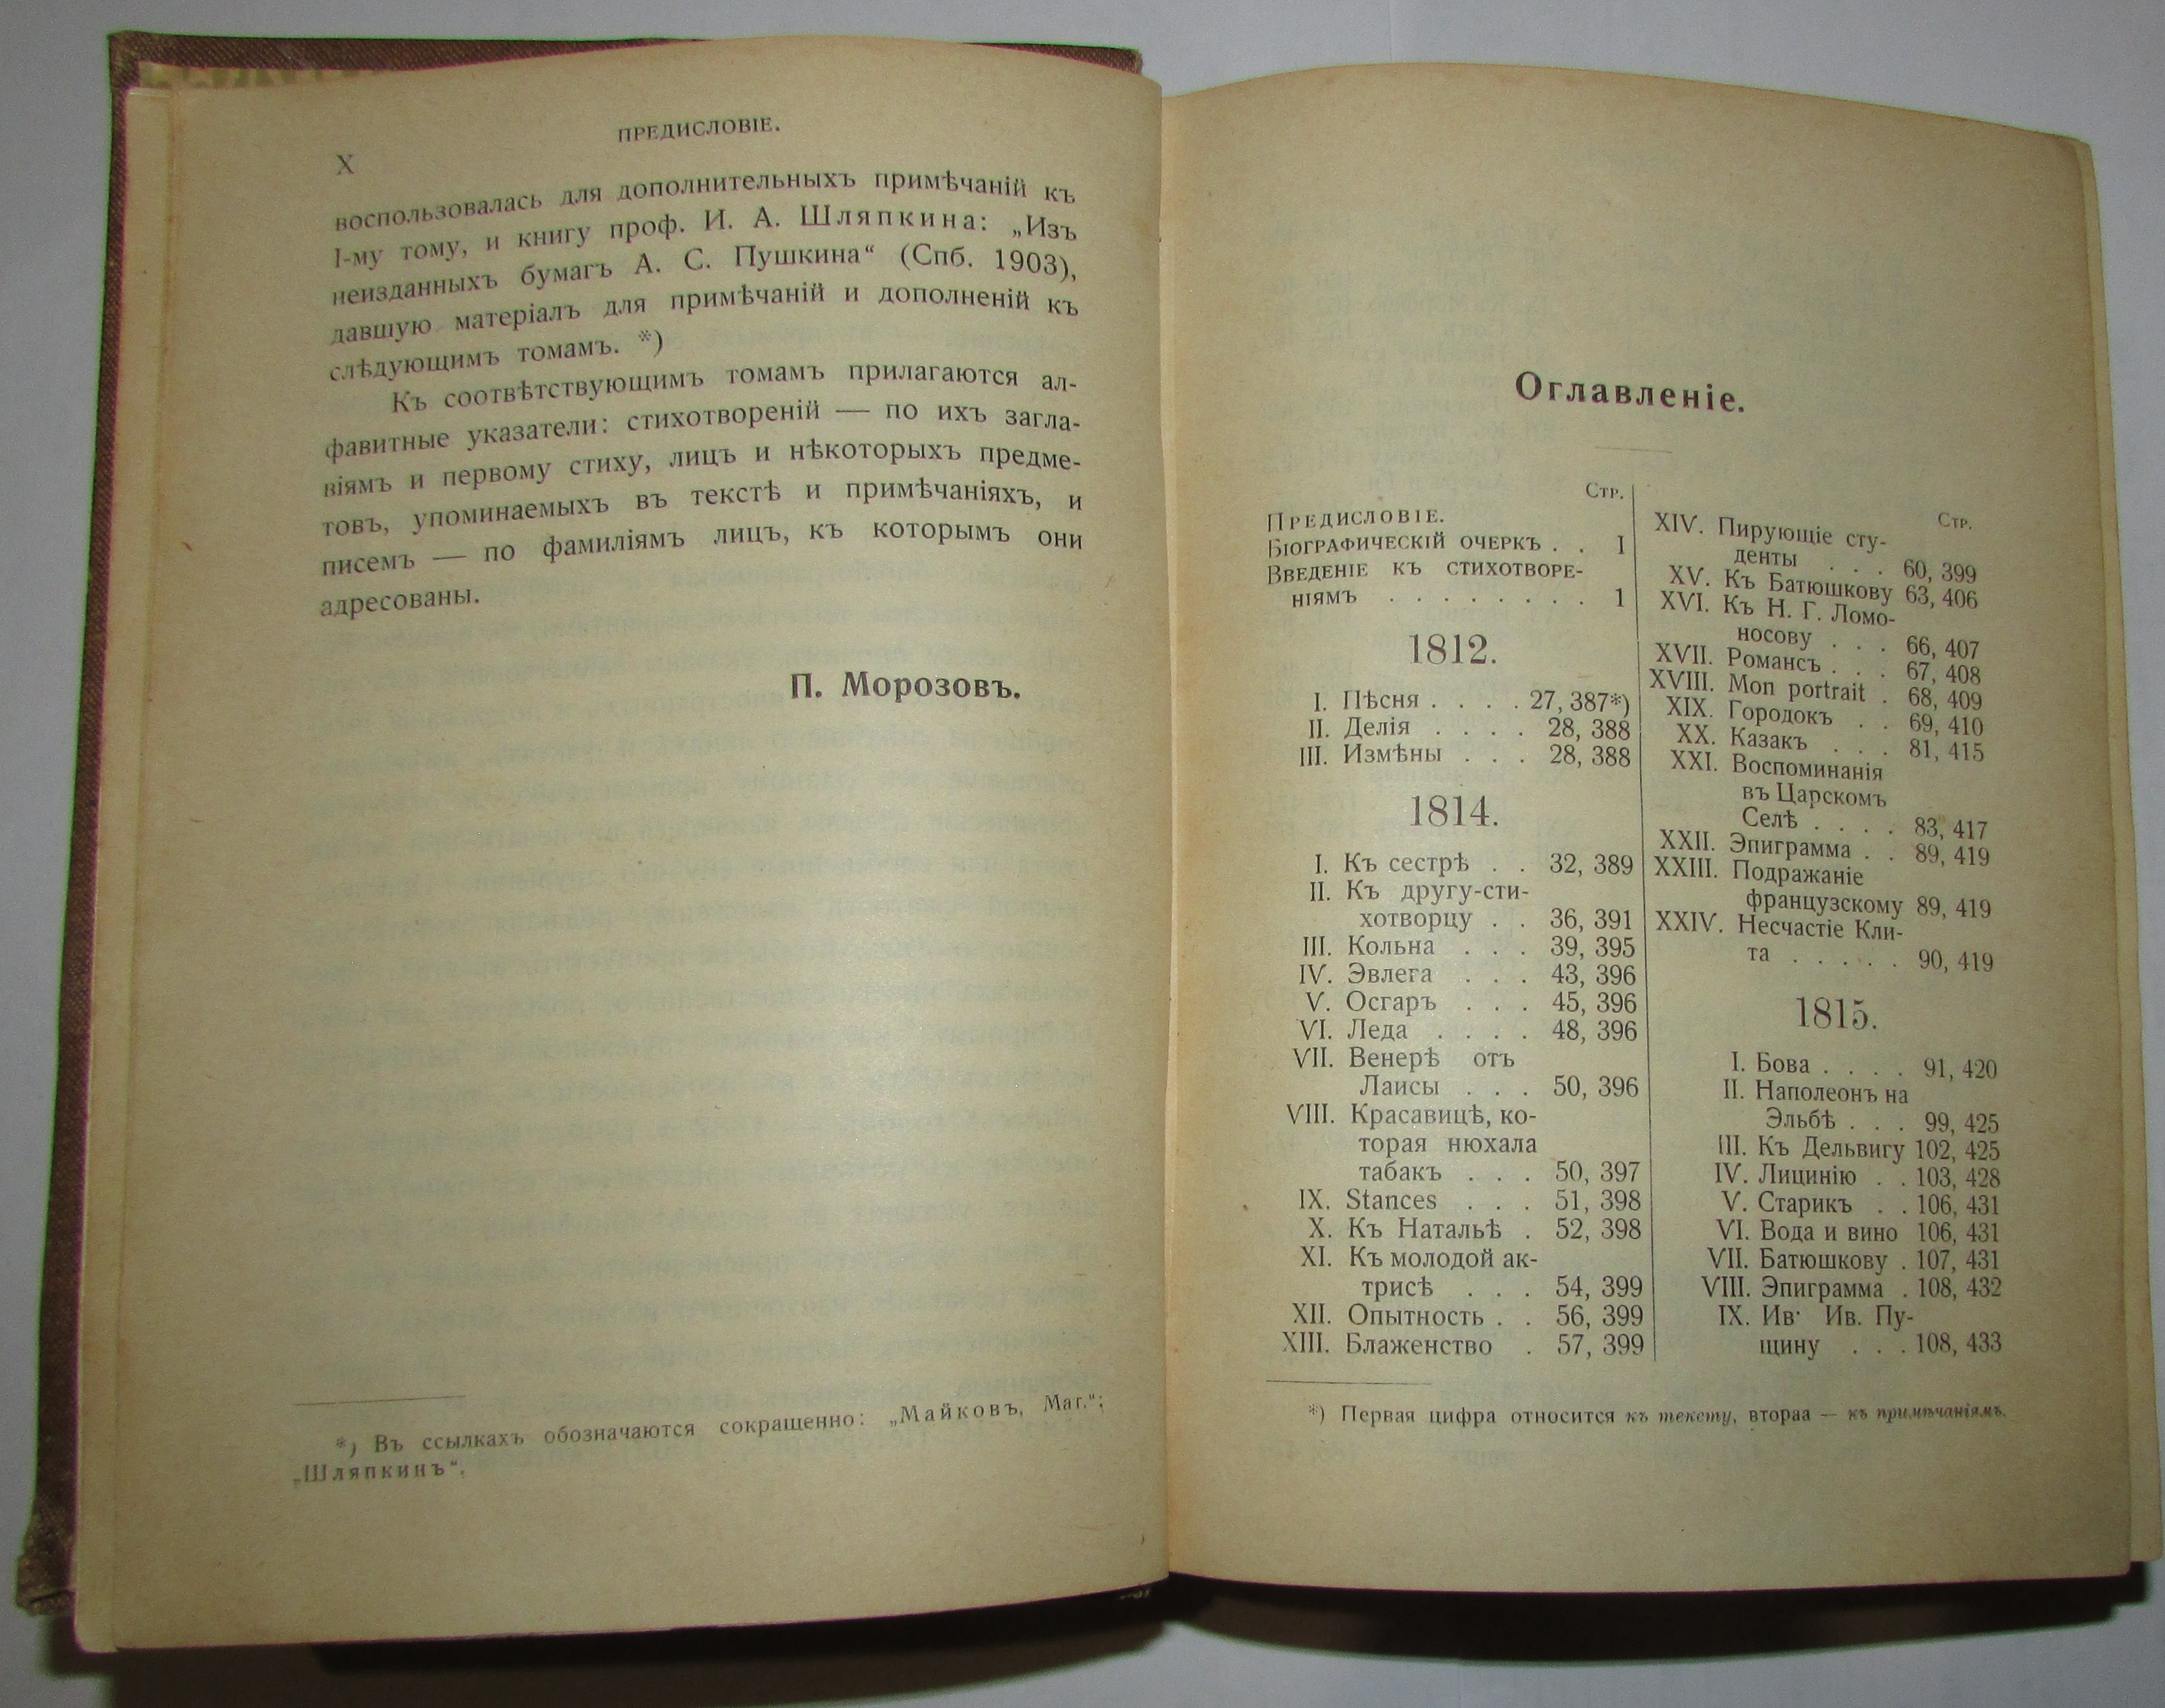 X
ПРЕДИСЛОВІЕ.
воспользовалась для дополнительныхъ примѣчаній къ
I-му тому, и книгу проф. И. А. Шляпкина: „Изъ
неизданныхъ бумагъ А. С. Пушкина“ (Спб. 1903),
давшую матеріалъ для примѣчаній и дополненій къ
слѣдующимъ томамъ. *)
Къ соотвѣтствующимъ томамъ прилагаются ал-
фавитные указатели: стихотвореній — по ихъ загла-
віямъ и первому стиху, лицъ и нѣкоторыхъ предме-
товъ, упоминаемыхъ въ текстѣ и примѣчаніяхъ, и
писемъ — по фамиліямъ лицъ, къ которымъ они
адресованы.
П. Морозовъ.
*) Въ ссылкахъ обозначаются сокращенно: „Майковъ, Маг.“;
„Шляпкинъ“.
Оглавленіе.
Стр.
Предисловіе.
Біографическій очеркъ . . I
Введеніе къ стихотворе-
ніямъ . . . . . . . . 1
1812.
I. Пѣсня . . . . 27, 387*)
II. Делія . . . . 28, 388
III. Измѣны . . . 28, 388
1814.
I. Къ сестрѣ . . 32, 389
II. Къ другу-сти-
хотворцу . . 36, 391
III. Кольна . . . 39, 395
IV. Эвлега . . . 43, 396
V. Осгаръ . . . 45, 396
VI. Леда . . . . 48, 396
VII. Венерѣ отъ
Лаисы . . . 50, 396
VIII. Красавицѣ, ко-
торая нюхала
табакъ . . . 50, 397
IX. Stances . . . 51, 398
X. Къ Натальѣ . 52, 398
XI. Къ молодой ак-
трисѣ . . . 54, 399
XII. Опытность . . 56, 399
XIII. Блаженство . 57, 399
Стр.
XIV. Пирующіе сту-
денты . . . 60, 399
XV. Къ Батюшкову 63, 406
XVI. Къ Н. Г. Ломо-
носову . . . 66, 407
XVII. Романсъ . . . 67, 408
XVIII. Mon portrait . 68, 409
XIX. Городокъ . . 69, 410
XX. Казакъ . . . 81, 415
XXI. Воспоминанія
въ Царскомъ
Селѣ . . . . 83, 417
XXII. Эпиграмма . . 89, 419
XXIII. Подражаніе
французскому 89, 419
XXIV. Несчастіе Кли-
та . . . . . 90, 419
1815.
I. Бова . . . . 91, 420
II. Наполеонъ на
Эльбѣ . . . 99, 425
III. Къ Дельвигу 102, 425
IV. Лицинію . . 103, 428
V. Старикъ . . 106, 431
VI. Вода и вино 106, 431
VII. Батюшкову . 107, 431
VIII. Эпиграмма . 108, 432
IX. Ив· Ив. Пу-
щину . . . 108, 433
*) Первая цифра относится къ тексту, втораа — къ примѣчаніямъ.